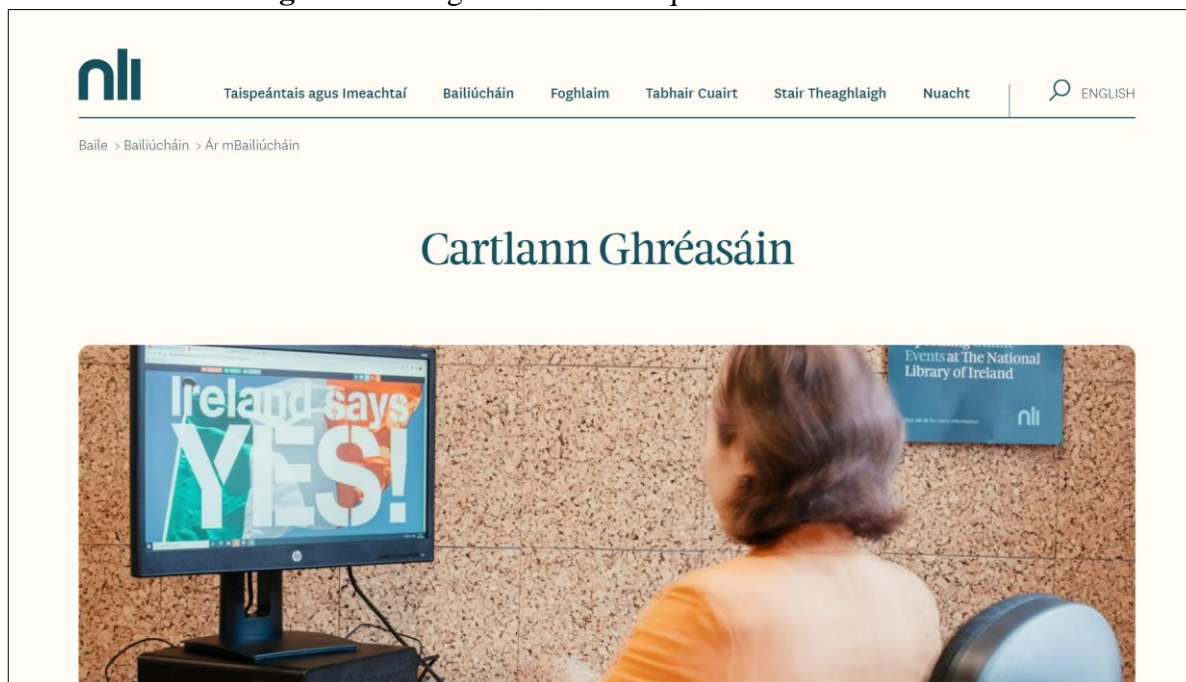 nli
Taispeántais agus Imeachtaí Bailiúcháin Foghlaim Tabhair Cuairt Stair Theaghlaigh Nuacht ENGLISH
Baile > Bailiúcháin > Ár mBailiúcháin
Cartlann Ghréasáin
Ireland says
YES!
Events at The National
Library of Ireland
nli
hp